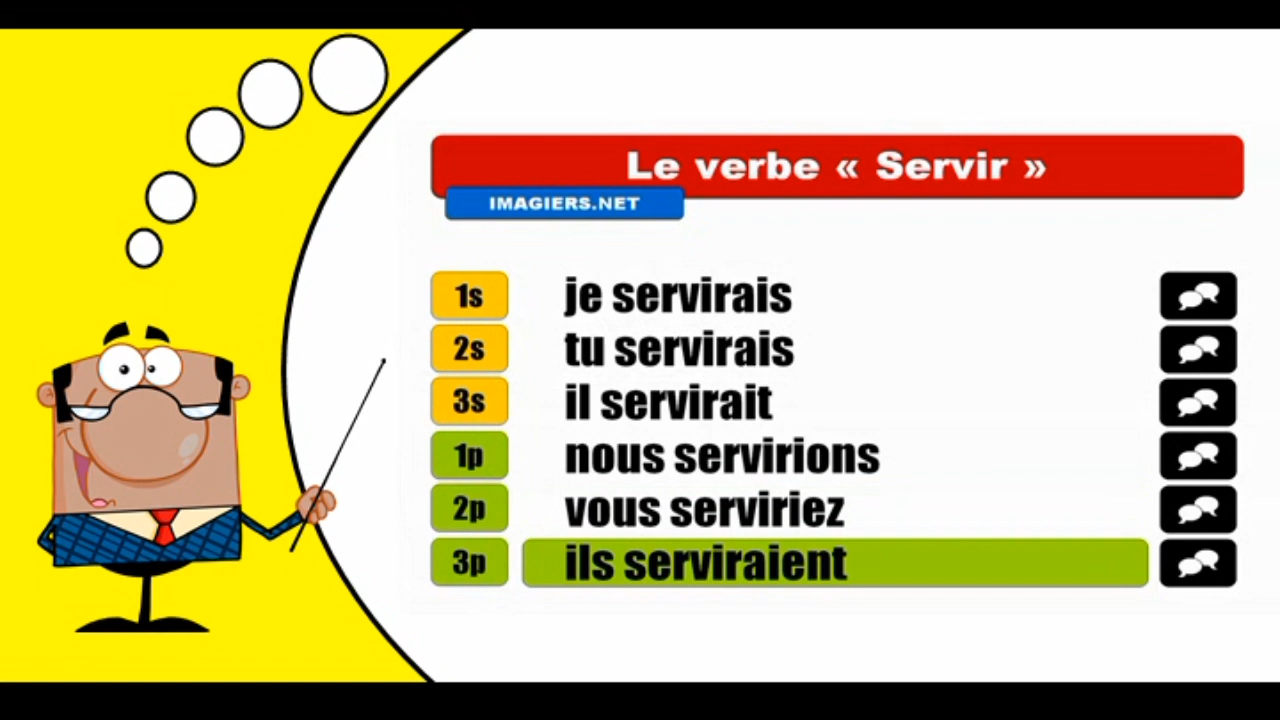 Le verbe « Servir »
IMAGIERS.NET
1s je servirais
2s tu servirais
3s il servirait
1p nous servirions
2p vous serviriez
3p ils serviraient